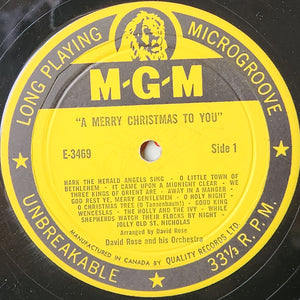 LONG PLAYING MICROGROOVE
M-G-M
"A MERRY CHRISTMAS TO YOU"
E-3469 Side 1
HARK THE HERALD ANGELS SING - O LITTLE TOWN OF
BETHLEHEM - IT CAME UPON A MIDNIGHT CLEAR - WE
THREE KINGS OF ORIENT ARE - AWAY IN A MANGER
GOD REST YE, MERRY GENTLEMEN - O HOLY NIGHT
O CHRISTMAS TREE (O Tannenbaum!) - GOOD KING
WENCESLAS - THE HOLLY AND THE IVY - WHILE
SHEPHERDS WATCH THEIR FLOCKS BY NIGHT -
JOLLY OLD ST. NICHOLAS
Arranged by David Rose
David Rose and his Orchestra
MANUFACTURED IN CANADA BY QUALITY RECORDS LTD.
UNBREAKABLE 33⅓ R.P.M.